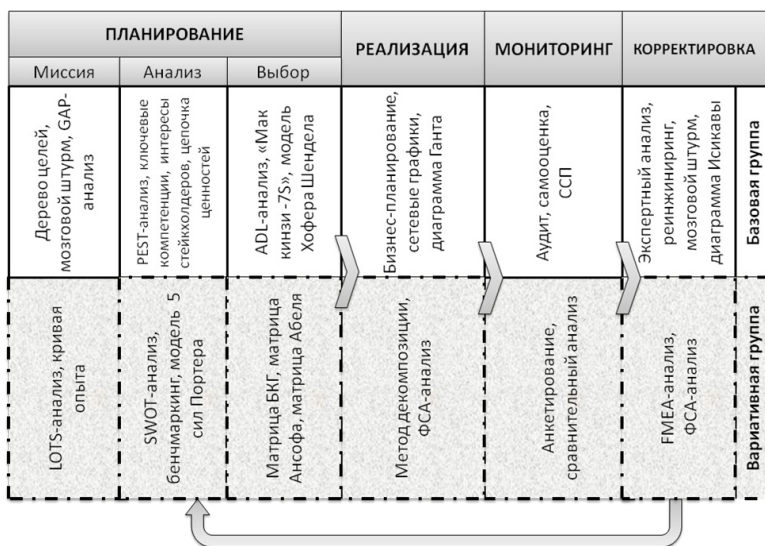 ПЛАНИРОВАНИЕ
РЕАЛИЗАЦИЯ
МОНИТОРИНГ
КОРРЕКТИРОВКА
Миссия
Анализ
Выбор
Дерево целей,
мозговой штурм, GAP-
анализ
PEST-анализ, ключевые
компетенции, интересы
стейкхолдеров, цепочка
ценностей
ADL-анализ, «Мак
кинзи -7S», модель
Хофера Шендела
Бизнес-планирование,
сетевые графики,
диаграмма Ганта
Аудит, самооценка,
ССП
Экспертный анализ,
реинжиниринг,
мозговой штурм,
диаграмма Исикавы
Базовая группа
LOTS-анализ, кривая
опыта
SWOT-анализ,
бенчмаркинг, модель 5
сил Портера
Матрица БКГ, матрица
Ансофа, матрица Абеля
Метод декомпозиции,
ФСА-анализ
Анкетирование,
сравнительный анализ
FMEA-анализ,
ФСА-анализ
Вариативная группа